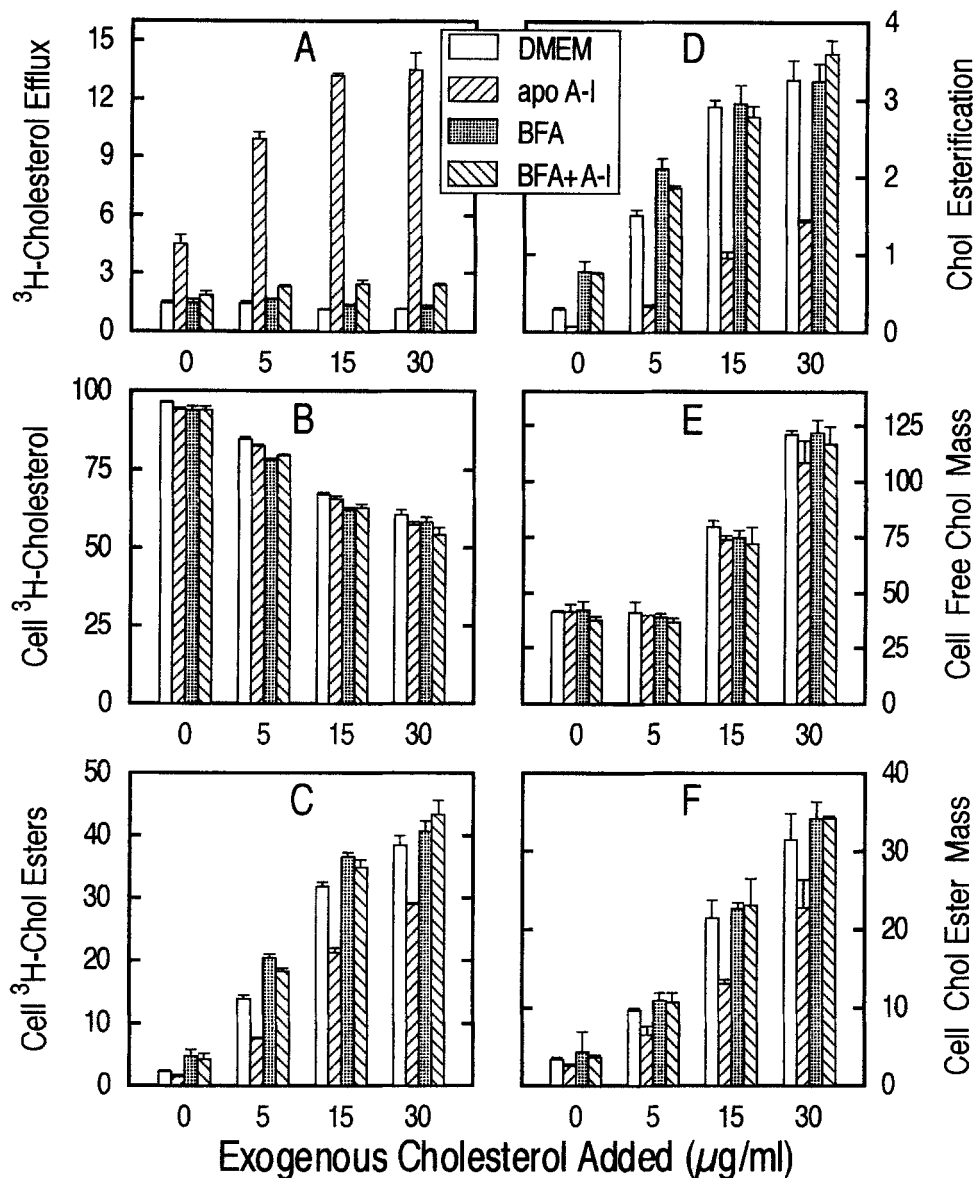 A
³H-Cholesterol Efflux
15
12
9
6
3
0
0 5 15 30
DMEM
apo A-I
BFA
BFA+A-I
D
Chol Esterification
4
3
2
1
0
0 5 15 30
B
Cell ³H-Cholesterol
100
75
50
25
0
0 5 15 30
E
Cell Free Chol Mass
125
100
75
50
25
0
0 5 15 30
C
Cell ³H-Chol Esters
50
40
30
20
10
0
0 5 15 30
F
Cell Chol Ester Mass
40
30
20
10
0
0 5 15 30
Exogenous Cholesterol Added (µg/ml)